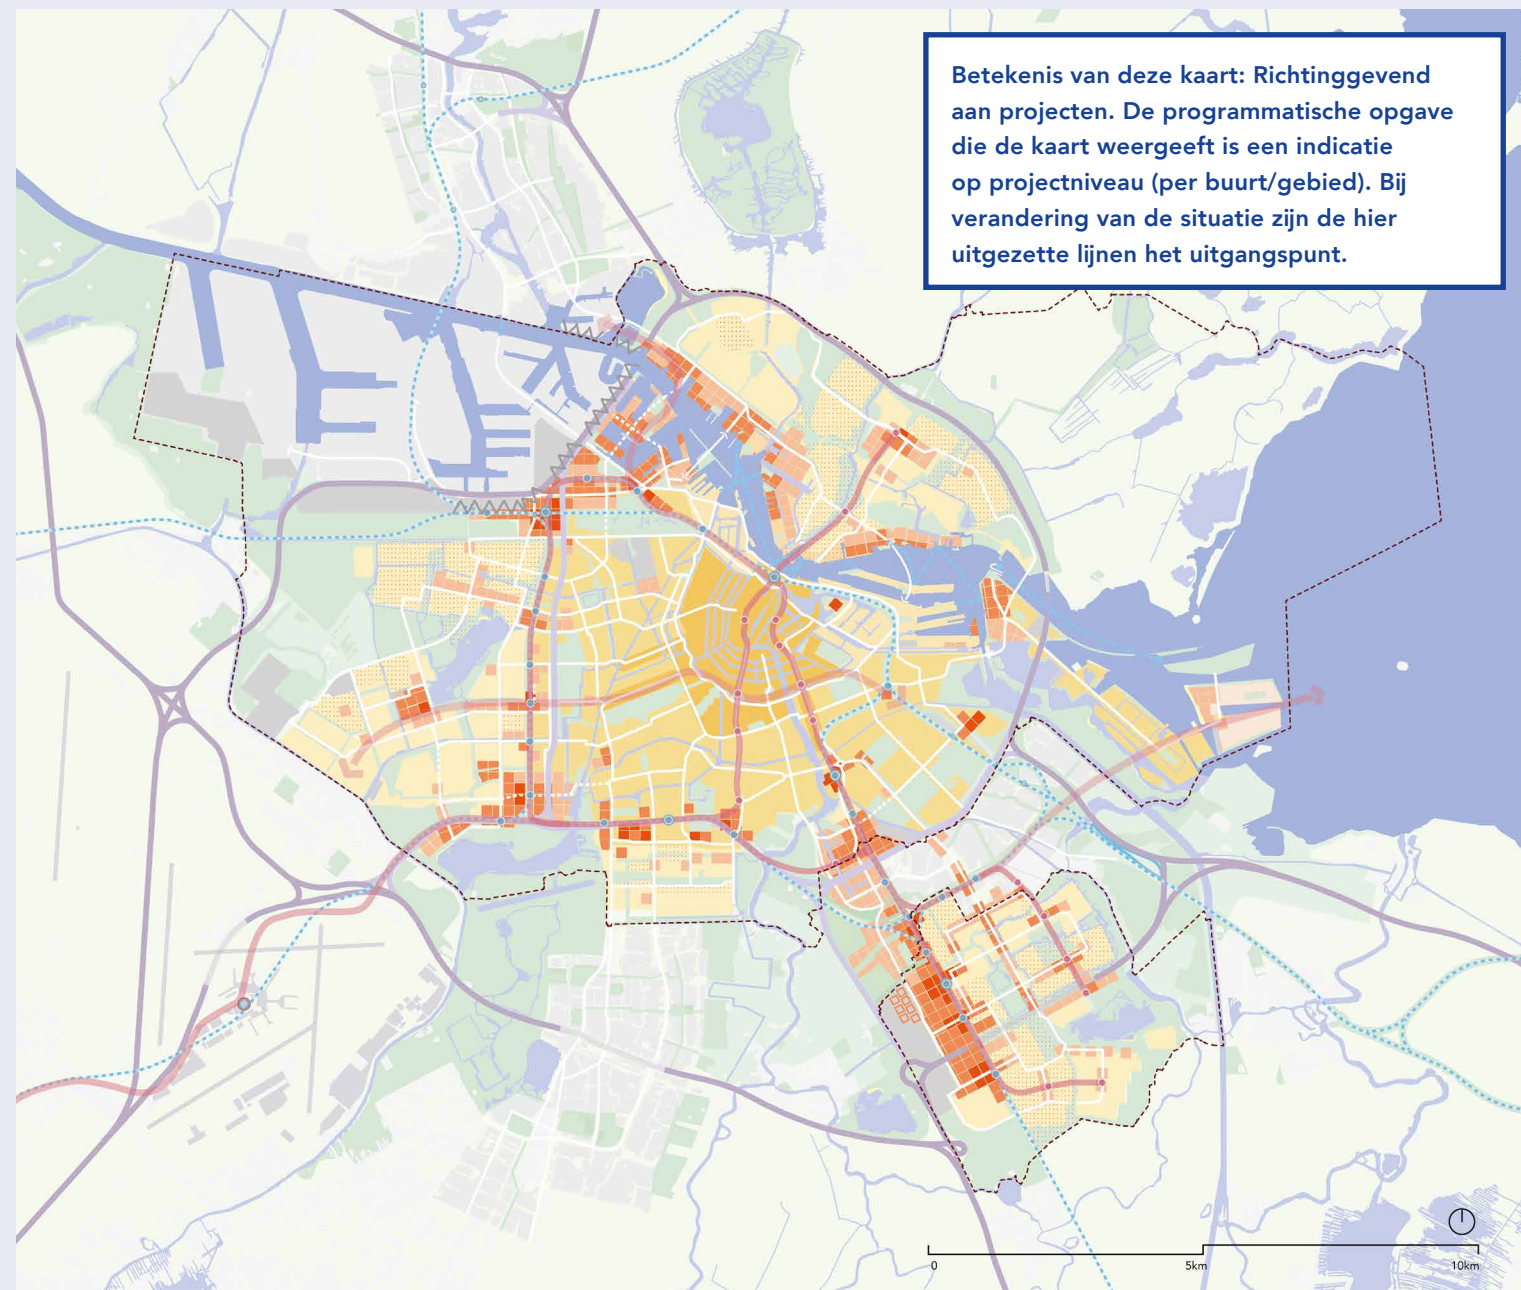 Betekenis van deze kaart: Richtinggevend
aan projecten. De programmatische opgave
die de kaart weergeeft is een indicatie
op projectniveau (per buurt/gebied). Bij
verandering van de situatie zijn de hier
uitgezette lijnen het uitgangspunt.
0 5km 10km